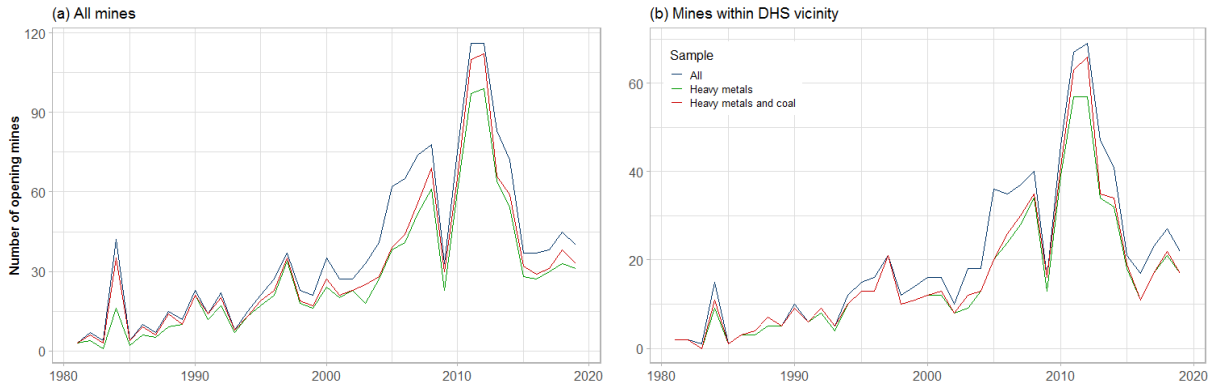 (a) All mines
Number of opening mines
120
90
60
30
0
1980
1990
2000
2010
2020
(b) Mines within DHS vicinity
Sample
All
Heavy metals
Heavy metals and coal
60
40
20
0
1980
1990
2000
2010
2020